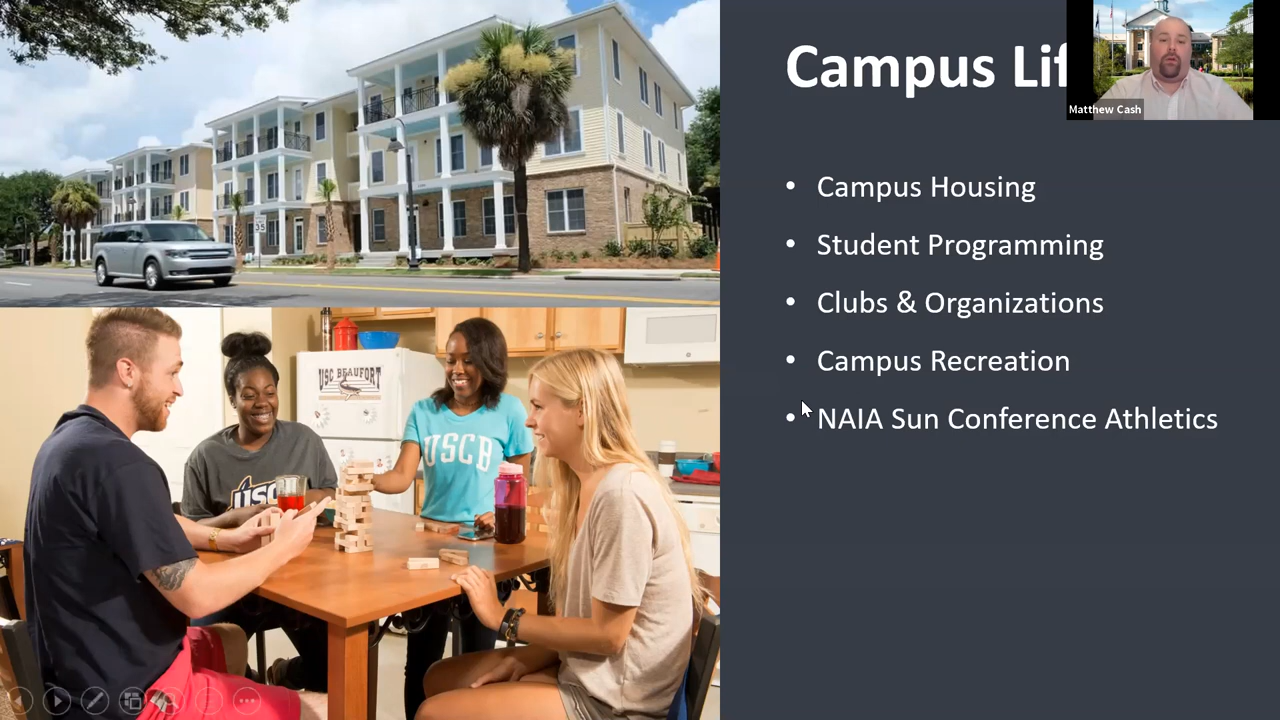 Campus Lif
Matthew Cash
• Campus Housing
• Student Programming
• Clubs & Organizations
• Campus Recreation
• NAIA Sun Conference Athletics
35
USC BEAUFORT
USCB
USC